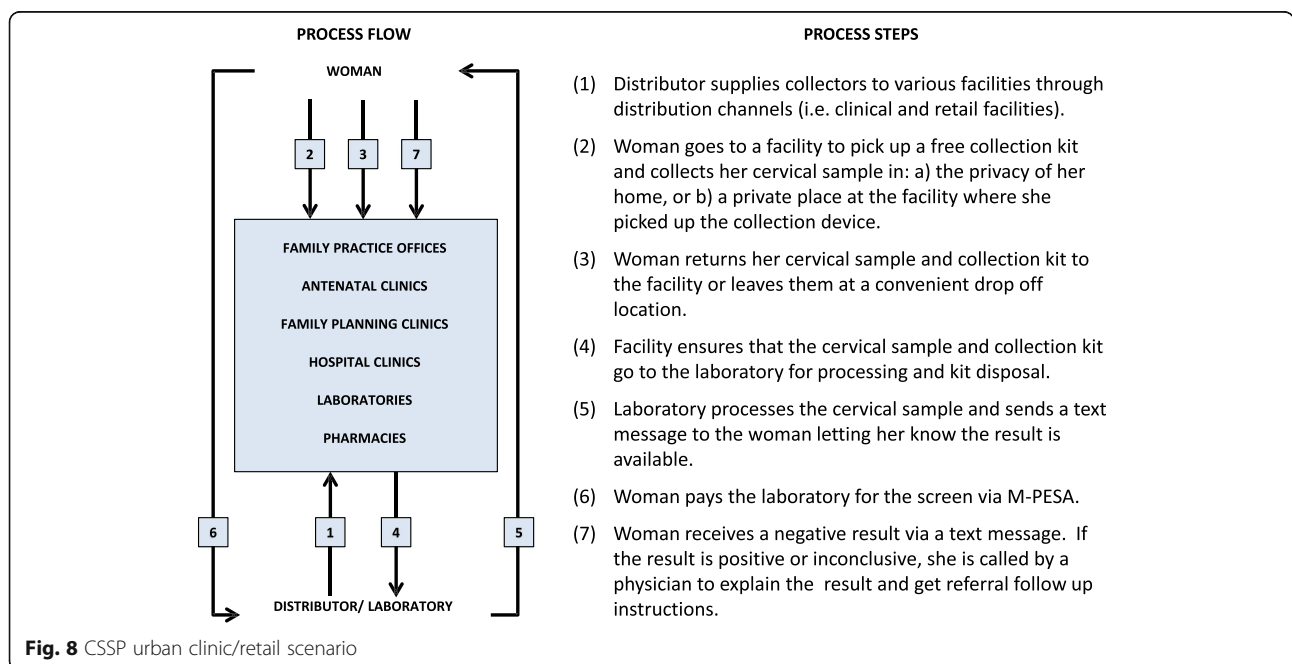 PROCESS FLOW
WOMAN
2 3 7
FAMILY PRACTICE OFFICES
ANTENATAL CLINICS
FAMILY PLANNING CLINICS
HOSPITAL CLINICS
LABORATORIES
PHARMACIES
6 1 4 5
DISTRIBUTOR/ LABORATORY
PROCESS STEPS
(1) Distributor supplies collectors to various facilities through
distribution channels (i.e. clinical and retail facilities).
(2) Woman goes to a facility to pick up a free collection kit
and collects her cervical sample in: a) the privacy of her
home, or b) a private place at the facility where she
picked up the collection device.
(3) Woman returns her cervical sample and collection kit to
the facility or leaves them at a convenient drop off
location.
(4) Facility ensures that the cervical sample and collection kit
go to the laboratory for processing and kit disposal.
(5) Laboratory processes the cervical sample and sends a text
message to the woman letting her know the result is
available.
(6) Woman pays the laboratory for the screen via M-PESA.
(7) Woman receives a negative result via a text message. If
the result is positive or inconclusive, she is called by a
physician to explain the result and get referral follow up
instructions.
Fig. 8 CSSP urban clinic/retail scenario